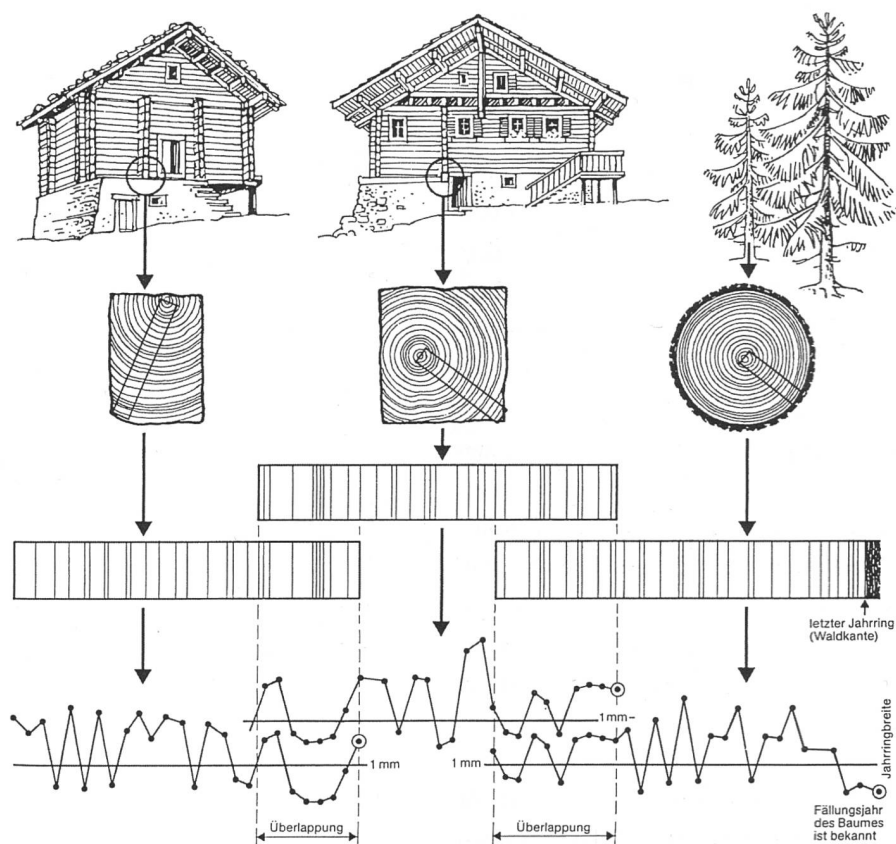 letzter Jahrring
(Waldkante)
1 mm
1 mm
1 mm
Jahrringbreite
Überlappung
Überlappung
Fällungsjahr
des Baumes
ist bekannt